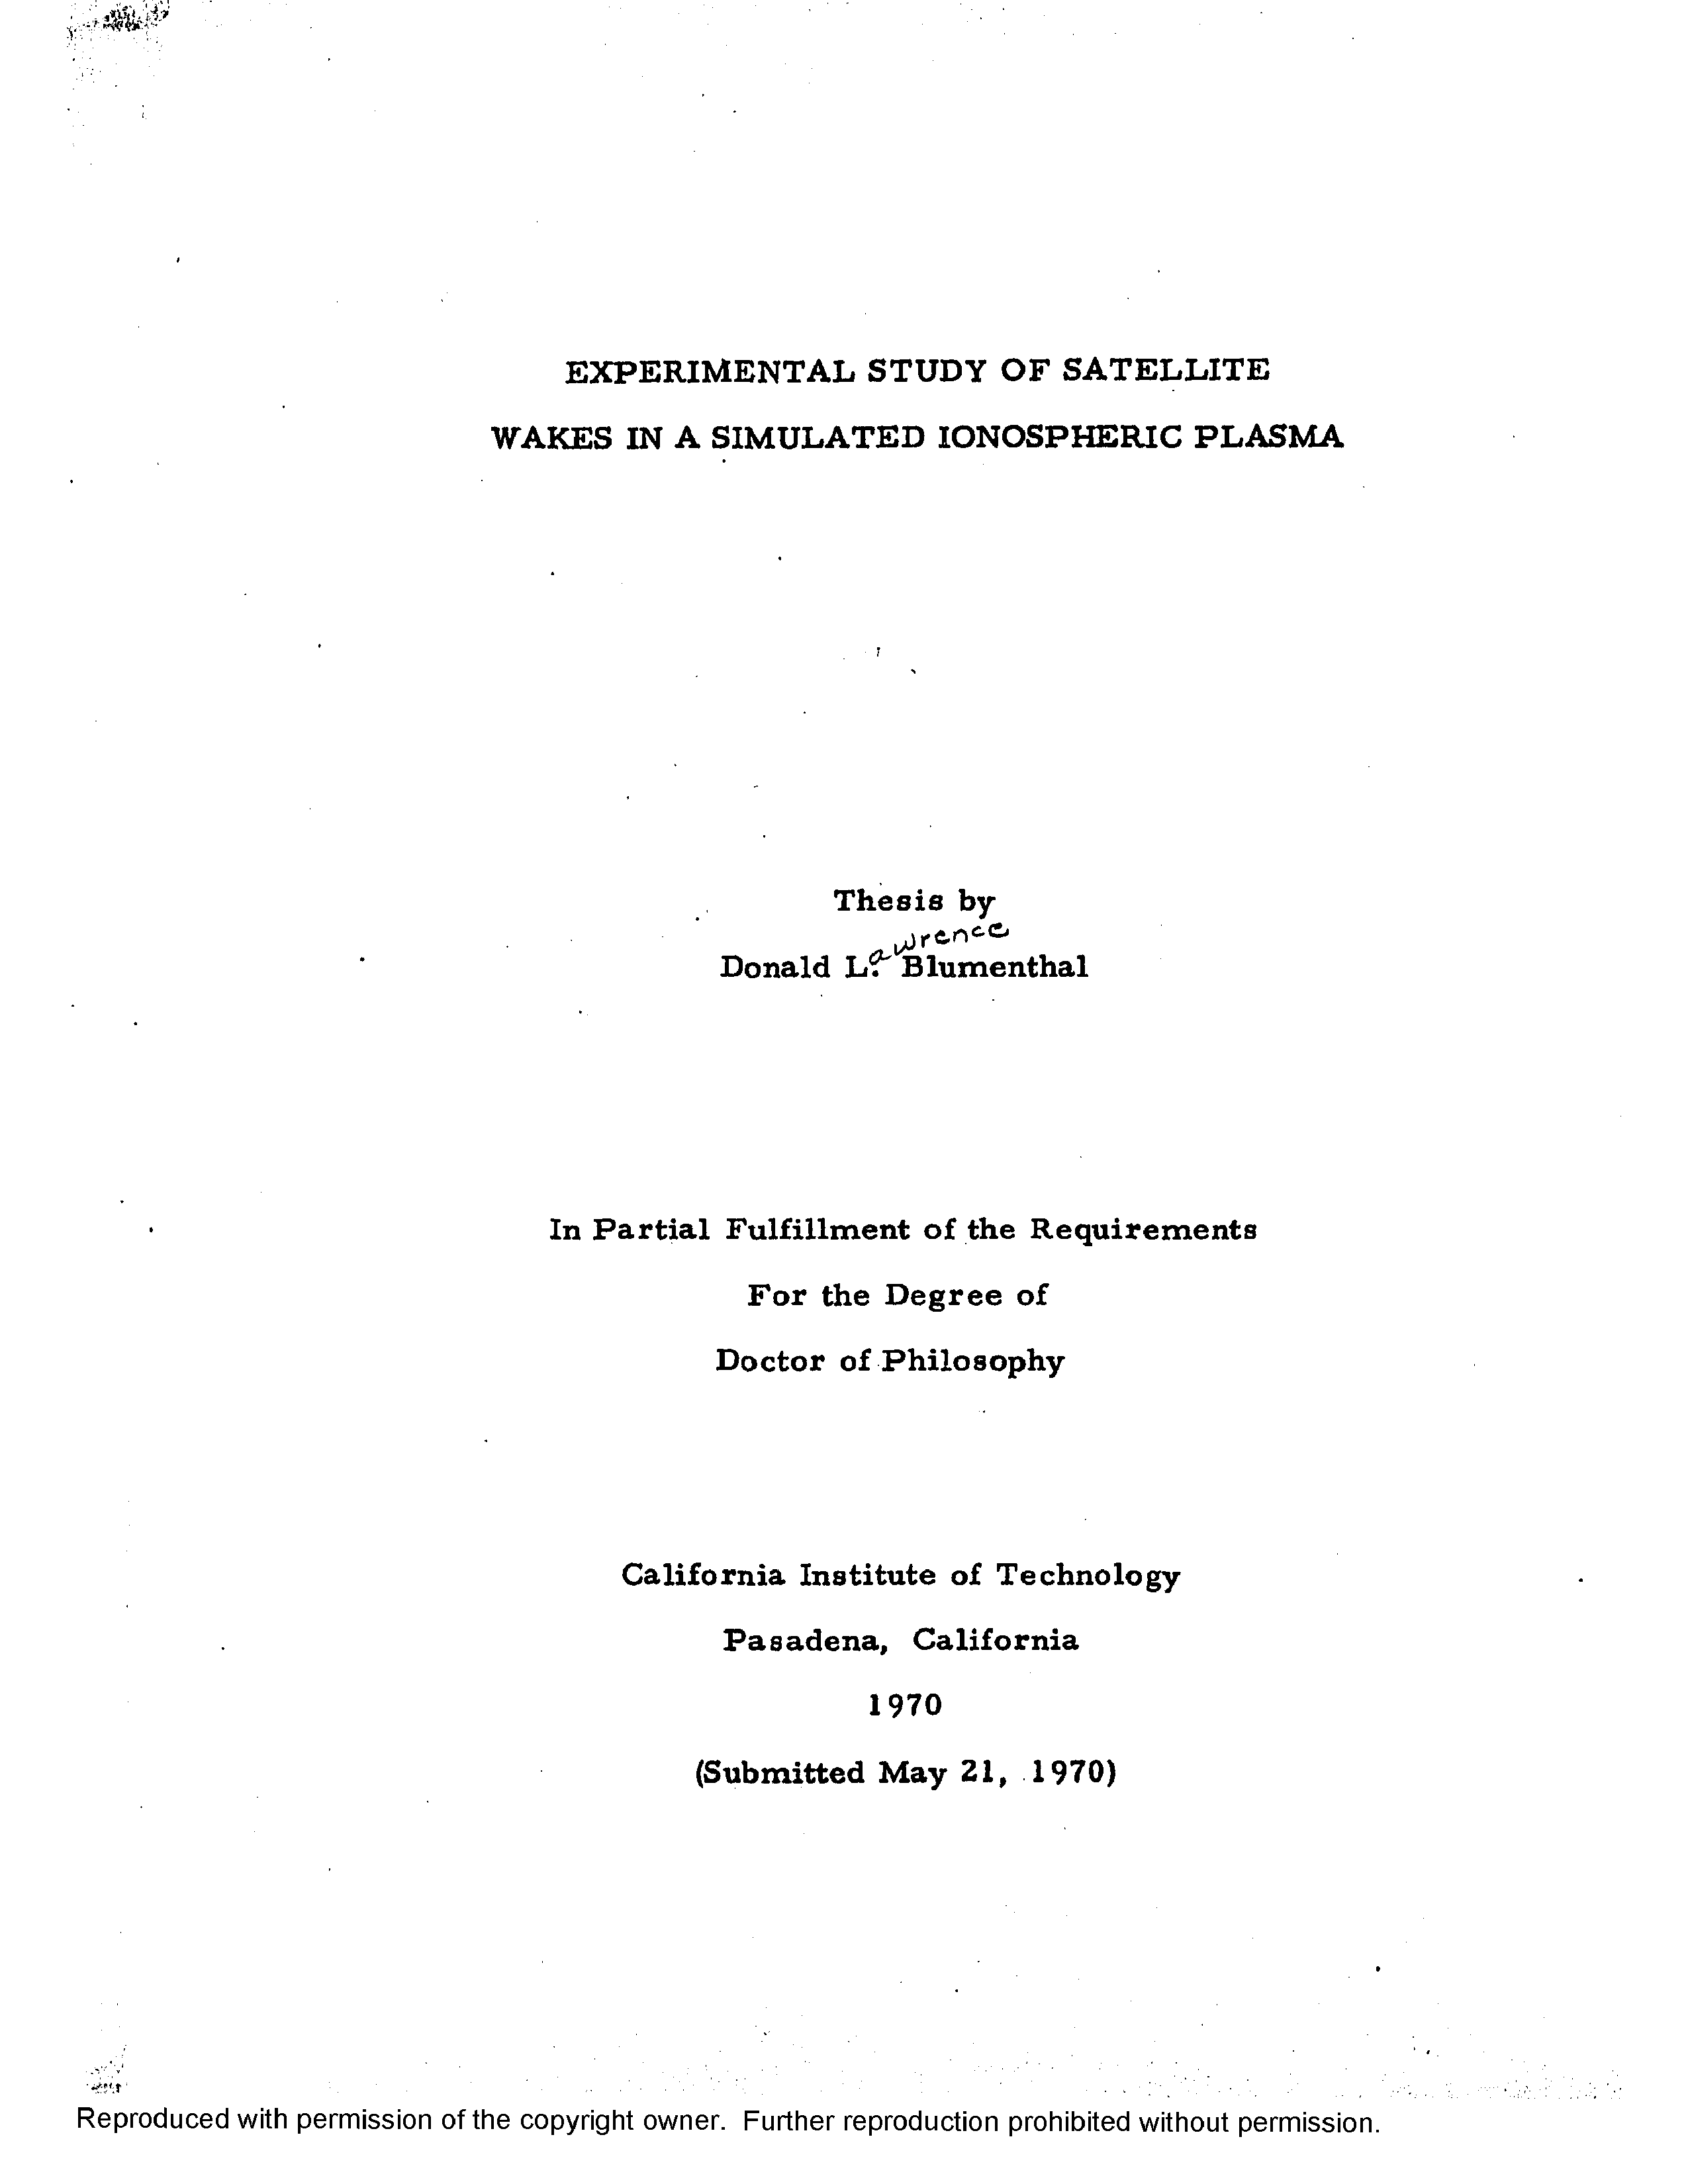 EXPERIMENTAL STUDY OF SATELLITE
WAKES IN A SIMULATED IONOSPHERIC PLASMA
Thesis by
awrence
Donald L. Blumenthal
In Partial Fulfillment of the Requirements
For the Degree of
Doctor of Philosophy
California Institute of Technology
Pasadena, California
1970
(Submitted May 21, 1970)
Reproduced with permission of the copyright owner. Further reproduction prohibited without permission.